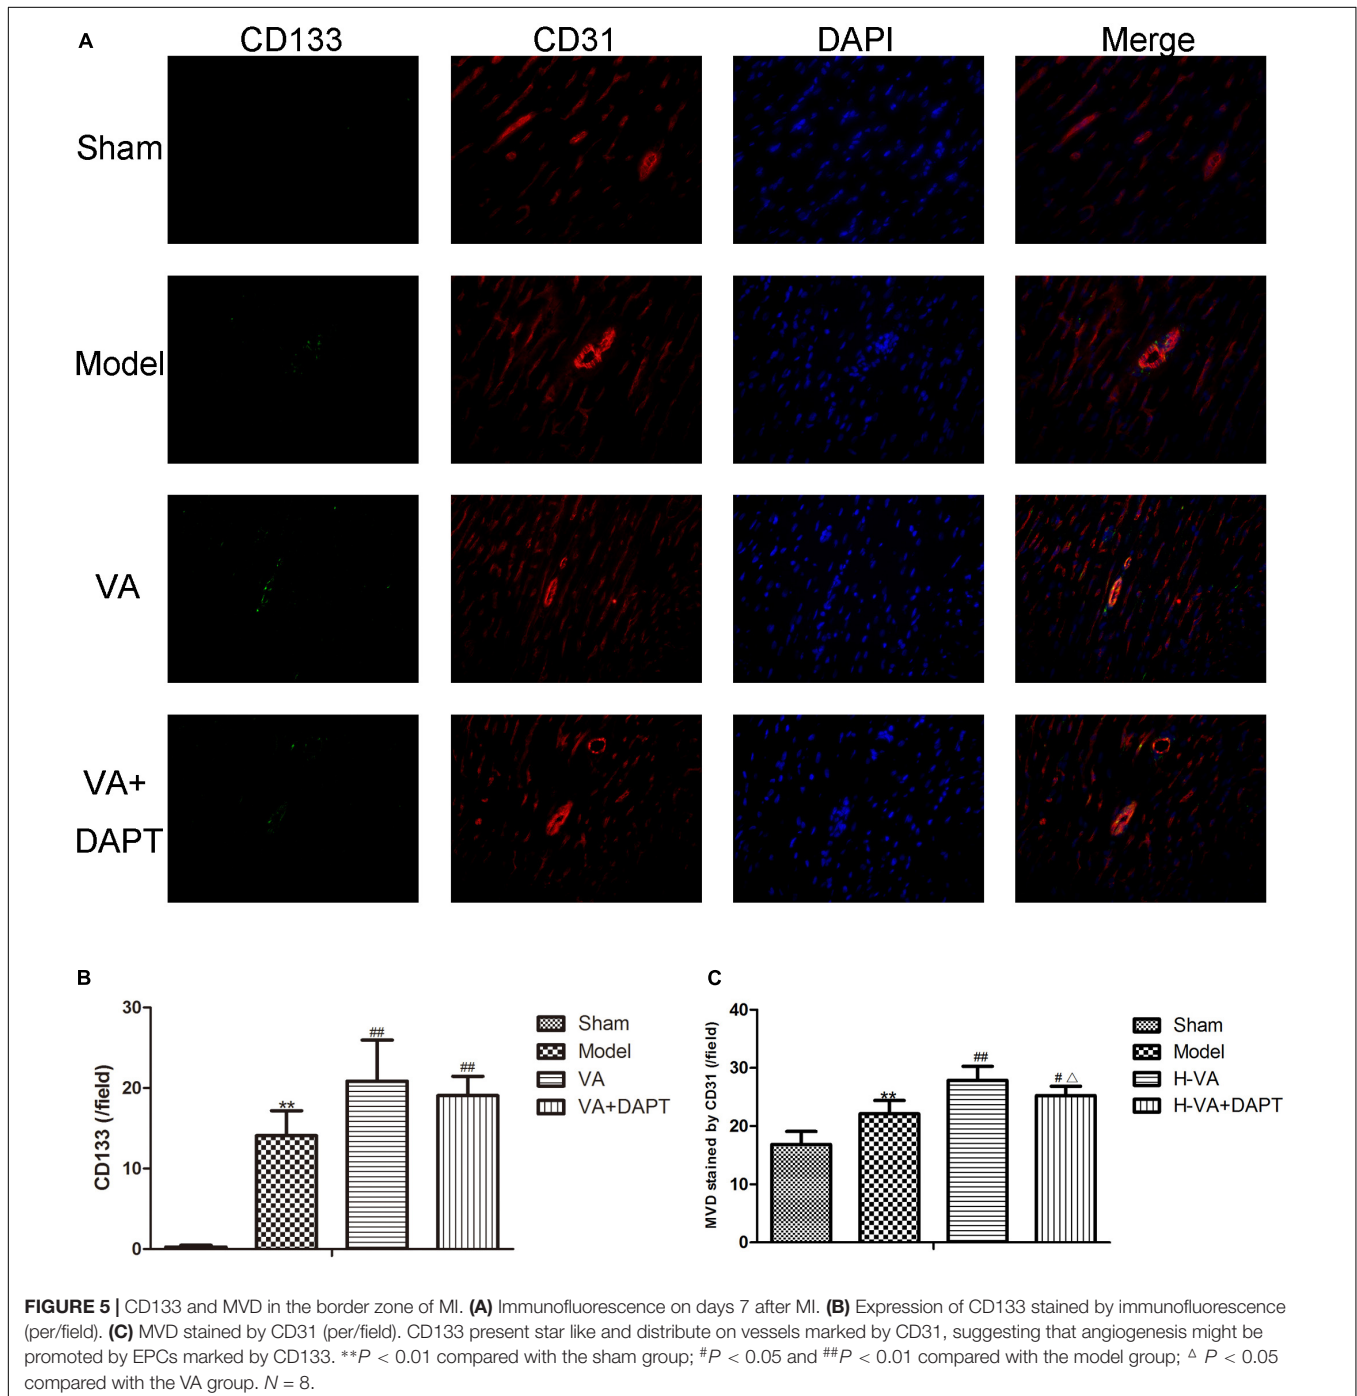 A
CD133 CD31 DAPI Merge
Sham
Model
VA
VA+
DAPT
B
30
20
10
0
CD133 (/field)
**
##
##
Sham
Model
VA
VA+DAPT
C
40
30
20
10
0
MVD stained by CD31 (/field)
**
##
# △
Sham
Model
H-VA
H-VA+DAPT
FIGURE 5 | CD133 and MVD in the border zone of MI. (A) Immunofluorescence on days 7 after MI. (B) Expression of CD133 stained by immunofluorescence
(per/field). (C) MVD stained by CD31 (per/field). CD133 present star like and distribute on vessels marked by CD31, suggesting that angiogenesis might be
promoted by EPCs marked by CD133. **P < 0.01 compared with the sham group; #P < 0.05 and ##P < 0.01 compared with the model group; △ P < 0.05
compared with the VA group. N = 8.